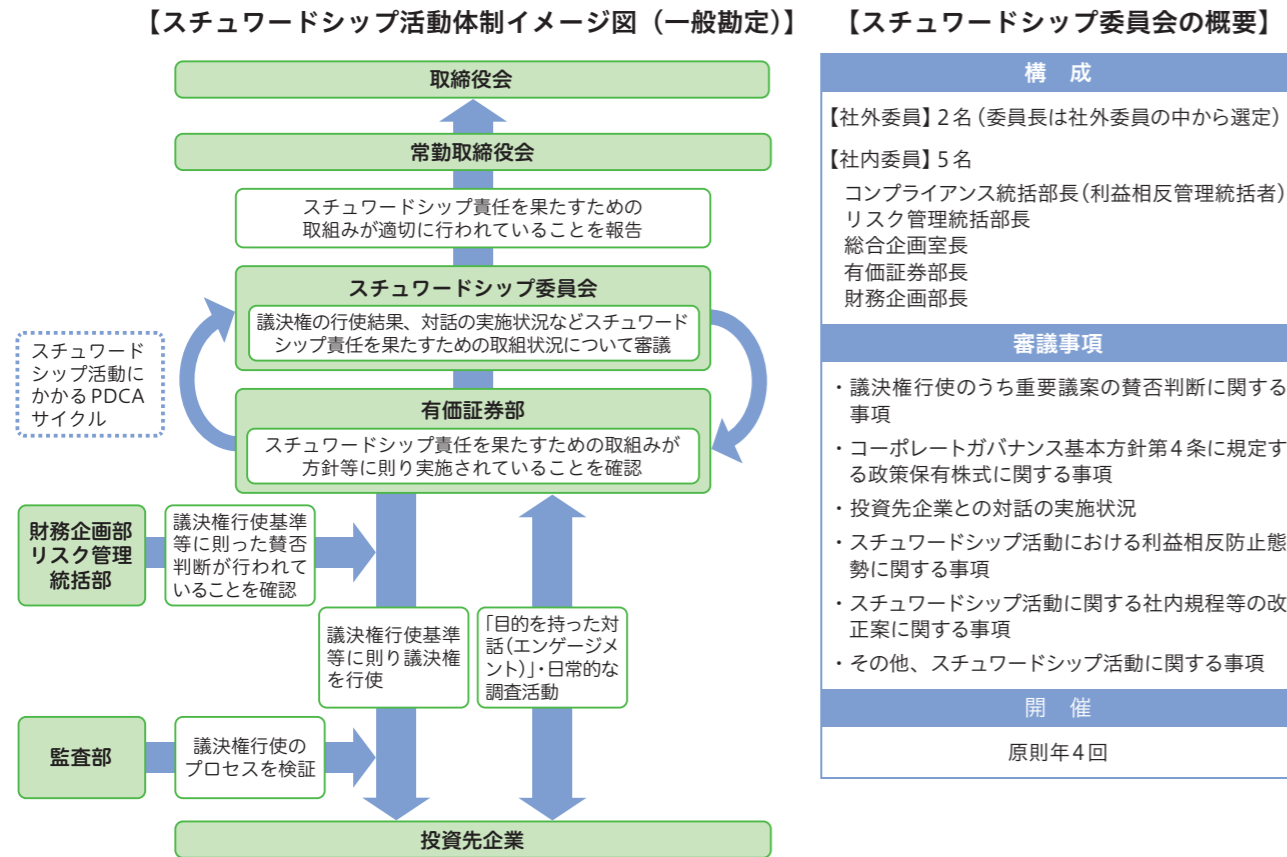 【スチュワードシップ活動体制イメージ図（一般勘定）】
取締役会
常勤取締役会
スチュワードシップ責任を果たすための
取組みが適切に行われていることを報告
スチュワードシップ委員会
議決権の行使結果、対話の実施状況などスチュワード
シップ責任を果たすための取組状況について審議
スチュワード
シップ活動に
かかるPDCA
サイクル
有価証券部
スチュワードシップ責任を果たすための取組みが
方針等に則り実施されていることを確認
財務企画部
リスク管理
統括部
議決権行使基準
等に則った賛否
判断が行われて
いることを確認
議決権行使基準
等に則り議決権
を行使
「目的を持った対
話(エンゲージメ
ント)」・日常的な
調査活動
監査部
議決権行使の
プロセスを検証
投資先企業
【スチュワードシップ委員会の概要】
構　成
【社外委員】2名（委員長は社外委員の中から選定）
【社内委員】5名
コンプライアンス統括部長（利益相反管理統括者）
リスク管理統括部長
総合企画室長
有価証券部長
財務企画部長
審議事項
・議決権行使のうち重要議案の賛否判断に関する
事項
・コーポレートガバナンス基本方針第4条に規定す
る政策保有株式に関する事項
・投資先企業との対話の実施状況
・スチュワードシップ活動における利益相反防止態
勢に関する事項
・スチュワードシップ活動に関する社内規程等の改
正案に関する事項
・その他、スチュワードシップ活動に関する事項
開　催
原則年4回